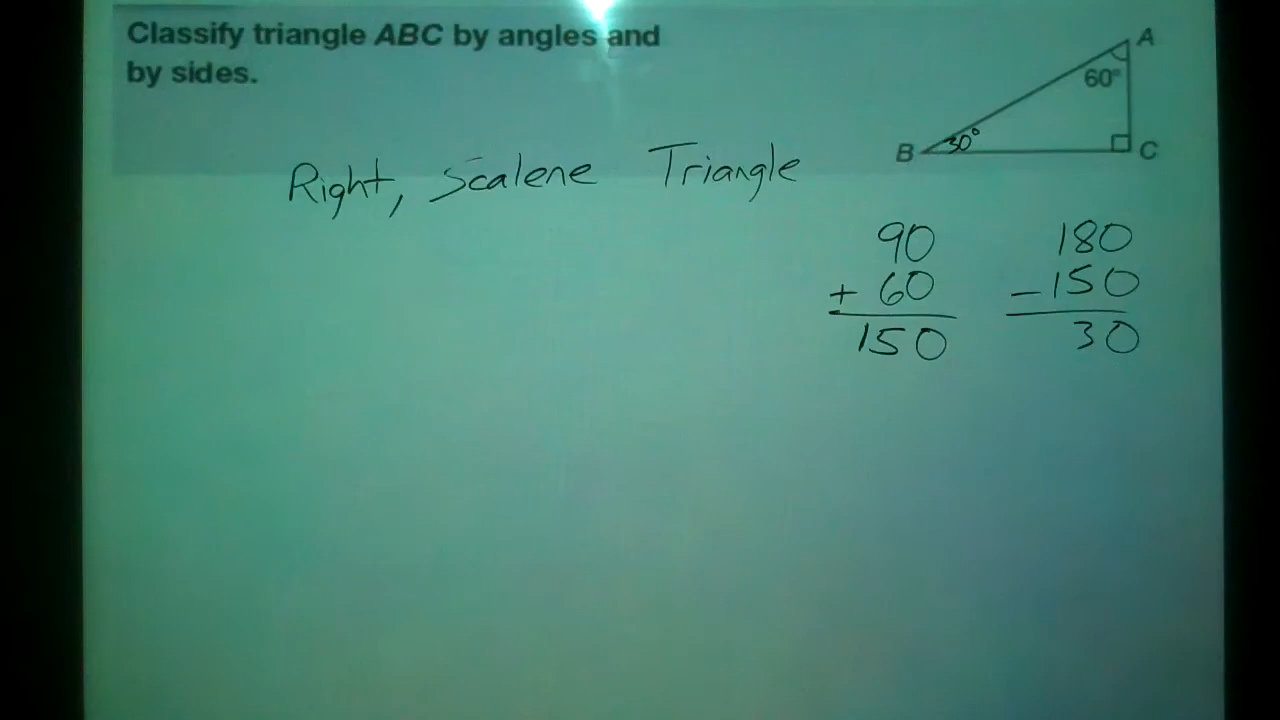 Classify triangle ABC by angles and
by sides.
A
60°
B
30°
C
Right, Scalene Triangle
90
+ 60
150
180
- 150
30